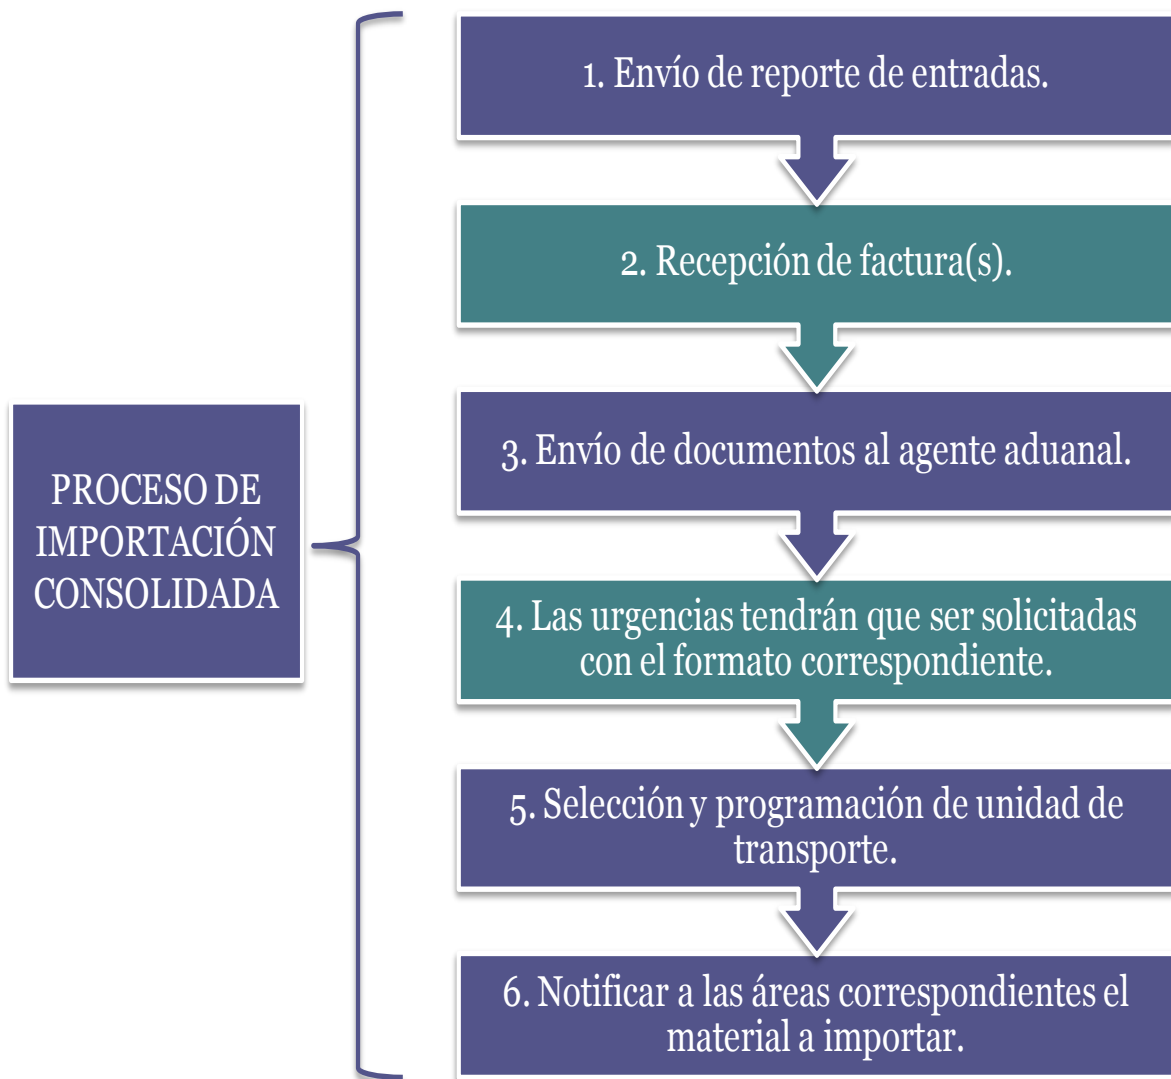 PROCESO DE
IMPORTACIÓN
CONSOLIDADA
1. Envío de reporte de entradas.
2. Recepción de factura(s).
3. Envío de documentos al agente aduanal.
4. Las urgencias tendrán que ser solicitadas
con el formato correspondiente.
5. Selección y programación de unidad de
transporte.
6. Notificar a las áreas correspondientes el
material a importar.